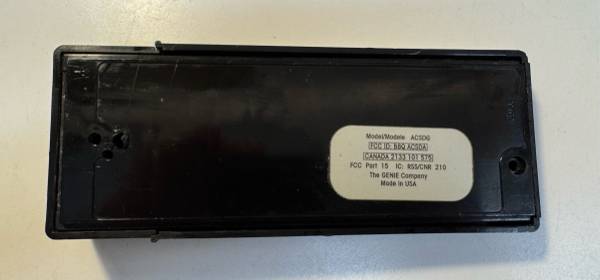 Model/Modele ACSDG
FCC ID: BBQ ACSDA
CANADA 2133 101 575
FCC Part 15 IC: RSS/CNR 210
The GENIE Company
Made in USA